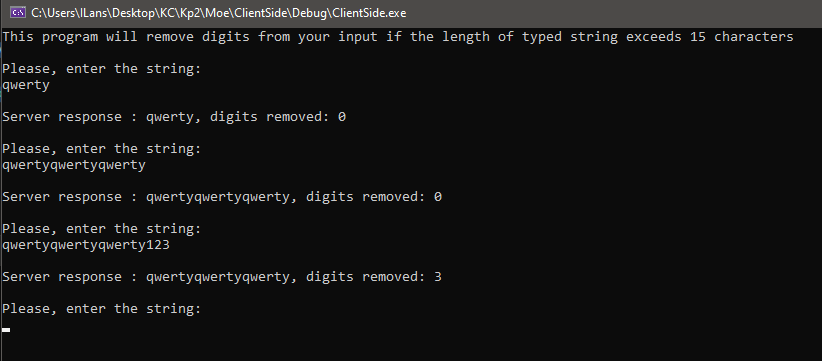 C:\Users\ILans\Desktop\KC\Kp2\Moe\ClientSide\Debug\ClientSide.exe
This program will remove digits from your input if the length of typed string exceeds 15 characters
Please, enter the string:
qwerty
Server response : qwerty, digits removed: 0
Please, enter the string:
qwertyqwertyqwerty
Server response : qwertyqwertyqwerty, digits removed: 0
Please, enter the string:
qwertyqwertyqwerty123
Server response : qwertyqwertyqwerty, digits removed: 3
Please, enter the string: